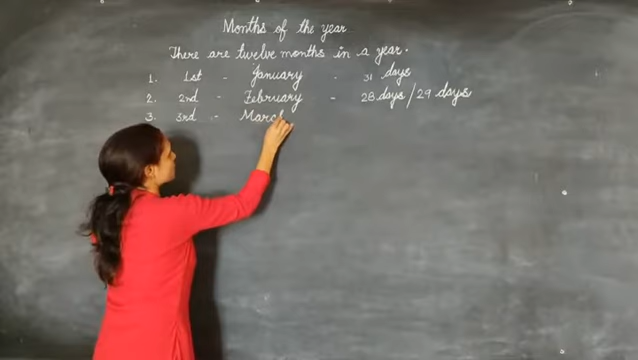 Months of the year
There are twelve months in a year.
1. 1st - January - 31 days
2. 2nd - February - 28 days / 29 days
3. 3rd - Marc